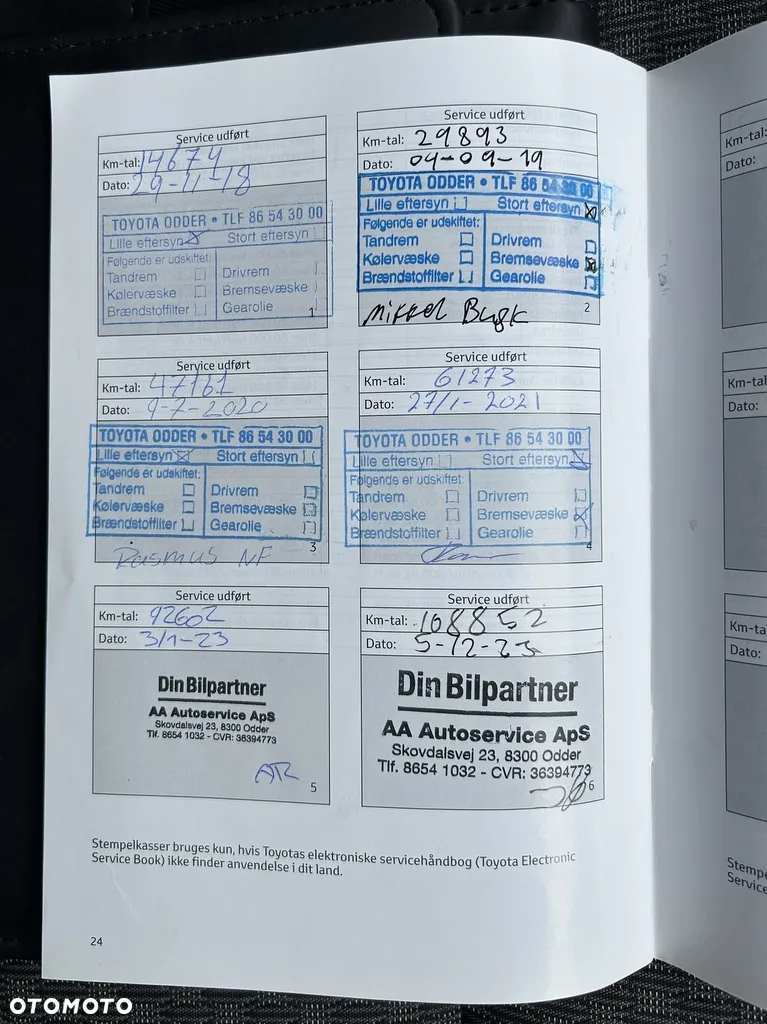 Service udført
Km-tal: 14674
Dato: 29-11-18
TOYOTA ODDER • TLF 86 54 30 00
Lille eftersyn Stort eftersyn
Følgende er udskiftet:
Tandrem Drivrem
Kølervæske Bremsevæske
Brændstoffilter Gearolie
1
Service udført
Km-tal: 29893
Dato: 04-09-19
TOYOTA ODDER • TLF 86 54 30 00
Lille eftersyn Stort eftersyn
Følgende er udskiftet:
Tandrem Drivrem
Kølervæske Bremsevæske
Brændstoffilter Gearolie
2
Service udført
Km-tal: 47161
Dato: 9-7-2020
TOYOTA ODDER • TLF 86 54 30 00
Lille eftersyn Stort eftersyn
Følgende er udskiftet:
Tandrem Drivrem
Kølervæske Bremsevæske
Brændstoffilter Gearolie
Rasmus NF
3
Service udført
Km-tal: 61273
Dato: 27/1-2021
TOYOTA ODDER • TLF 86 54 30 00
Lille eftersyn Stort eftersyn
Følgende er udskiftet:
Tandrem Drivrem
Kølervæske Bremsevæske
Brændstoffilter Gearolie
4
Service udført
Km-tal: 92602
Dato: 3/1-23
Din Bilpartner
AA Autoservice ApS
Skovdalsvej 23, 8300 Odder
Tlf. 8654 1032 - CVR: 36394773
5
Service udført
Km-tal: 108852
Dato: 5-12-23
Din Bilpartner
AA Autoservice ApS
Skovdalsvej 23, 8300 Odder
Tlf. 8654 1032 - CVR: 36394773
6
Stempelkasser bruges kun, hvis Toyotas elektroniske servicehåndbog (Toyota Electronic
Service Book) ikke finder anvendelse i dit land.
24
Km-tal
Dato:
Km-tal
Dato:
Km-ta
Dato:
Stempe
Service
OTOMOTO